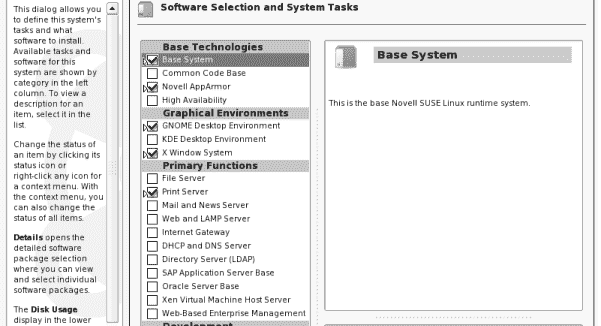 This dialog allows you
to define this system's
tasks and what
software to install.
Available tasks and
software for this
system are shown by
category in the left
column. To view a
description for an
item, select it in the
list.
Change the status of
an item by clicking its
status icon or
right-click any icon for
a context menu. With
the context menu, you
can also change the
status of all items.
Details opens the
detailed software
package selection
where you can view
and select individual
software packages.
The Disk Usage
display in the lower
Software Selection and System Tasks
Base Technologies
Base System
Common Code Base
Novell AppArmor
High Availability
Graphical Environments
GNOME Desktop Environment
KDE Desktop Environment
X Window System
Primary Functions
File Server
Print Server
Mail and News Server
Web and LAMP Server
Internet Gateway
DHCP and DNS Server
Directory Server (LDAP)
SAP Application Server Base
Oracle Server Base
Xen Virtual Machine Host Server
Web-Based Enterprise Management
Development
Base System
This is the base Novell SUSE Linux runtime system.